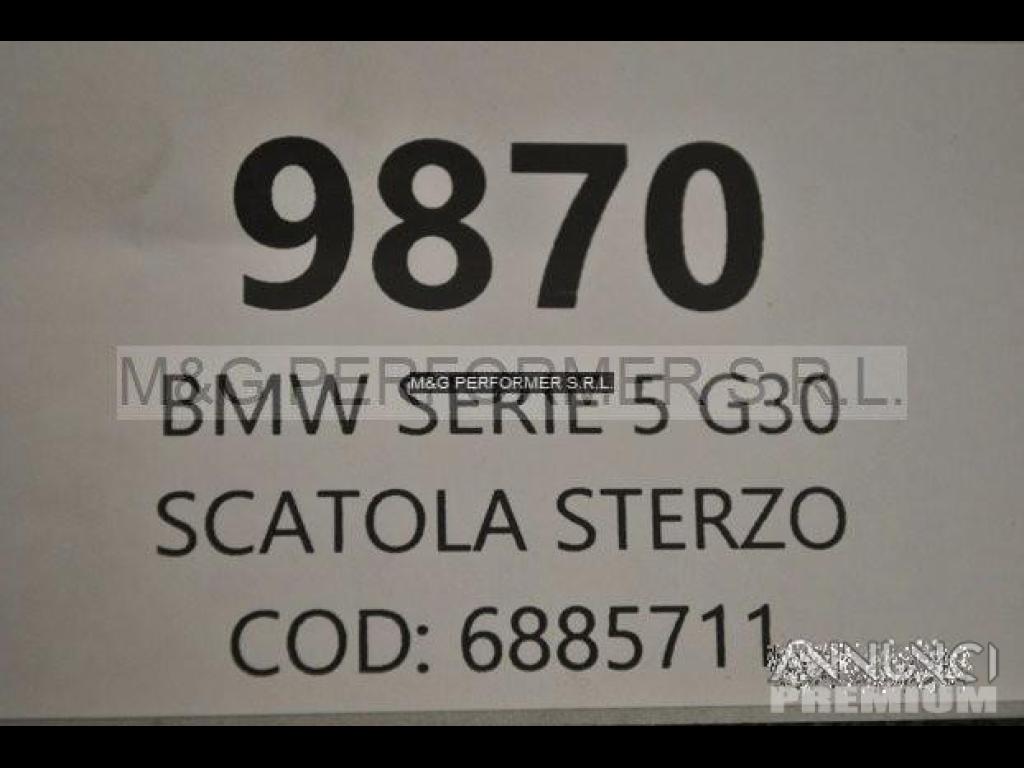 9870
M&G PERFORMER S.R.L.
M&G PERFORMER S.R.L.
BMW SERIE 5 G30
SCATOLA STERZO
COD: 6885711
ANNUNCI
PREMIUM